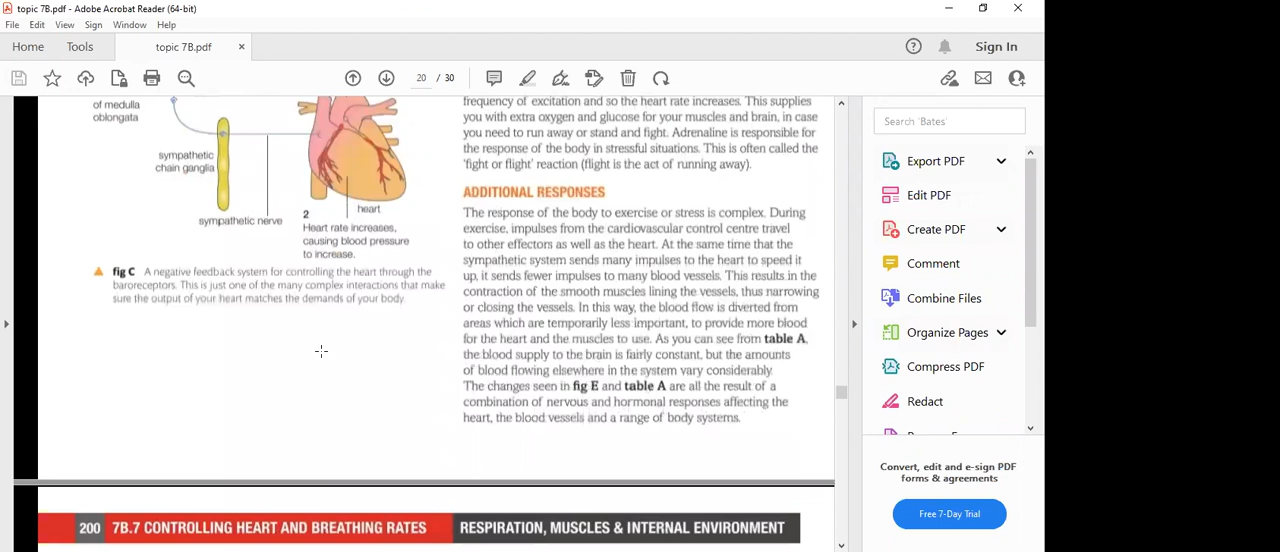 topic 7B.pdf - Adobe Acrobat Reader (64-bit)
File Edit View Sign Window Help
Home Tools topic 7B.pdf × Sign In
20 / 30
of medulla
oblongata
sympathetic
chain ganglia
sympathetic nerve
heart
2
Heart rate increases,
causing blood pressure
to increase.
fig C A negative feedback system for controlling the heart through the
baroreceptors. This is just one of the many complex interactions that make
sure the output of your heart matches the demands of your body.
frequency of excitation and so the heart rate increases. This supplies
you with extra oxygen and glucose for your muscles and brain, in case
you need to run away or stand and fight. Adrenaline is responsible for
the response of the body in stressful situations. This is often called the
'fight or flight' reaction (flight is the act of running away).
ADDITIONAL RESPONSES
The response of the body to exercise or stress is complex. During
exercise, impulses from the cardiovascular control centre travel
to other effectors as well as the heart. At the same time that the
sympathetic system sends many impulses to the heart to speed it
up, it sends fewer impulses to many blood vessels. This results in the
contraction of the smooth muscles lining the vessels, thus narrowing
or closing the vessels. In this way, the blood flow is diverted from
areas which are temporarily less important, to provide more blood
for the heart and the muscles to use. As you can see from table A,
the blood supply to the brain is fairly constant, but the amounts
of blood flowing elsewhere in the system vary considerably.
The changes seen in fig E and table A are all the result of a
combination of nervous and hormonal responses affecting the
heart, the blood vessels and a range of body systems.
200 7B.7 CONTROLLING HEART AND BREATHING RATES RESPIRATION, MUSCLES & INTERNAL ENVIRONMENT
Search 'Bates'
Export PDF
Edit PDF
Create PDF
Comment
Combine Files
Organize Pages
Compress PDF
Redact
Convert, edit and e-sign PDF
forms & agreements
Free 7-Day Trial